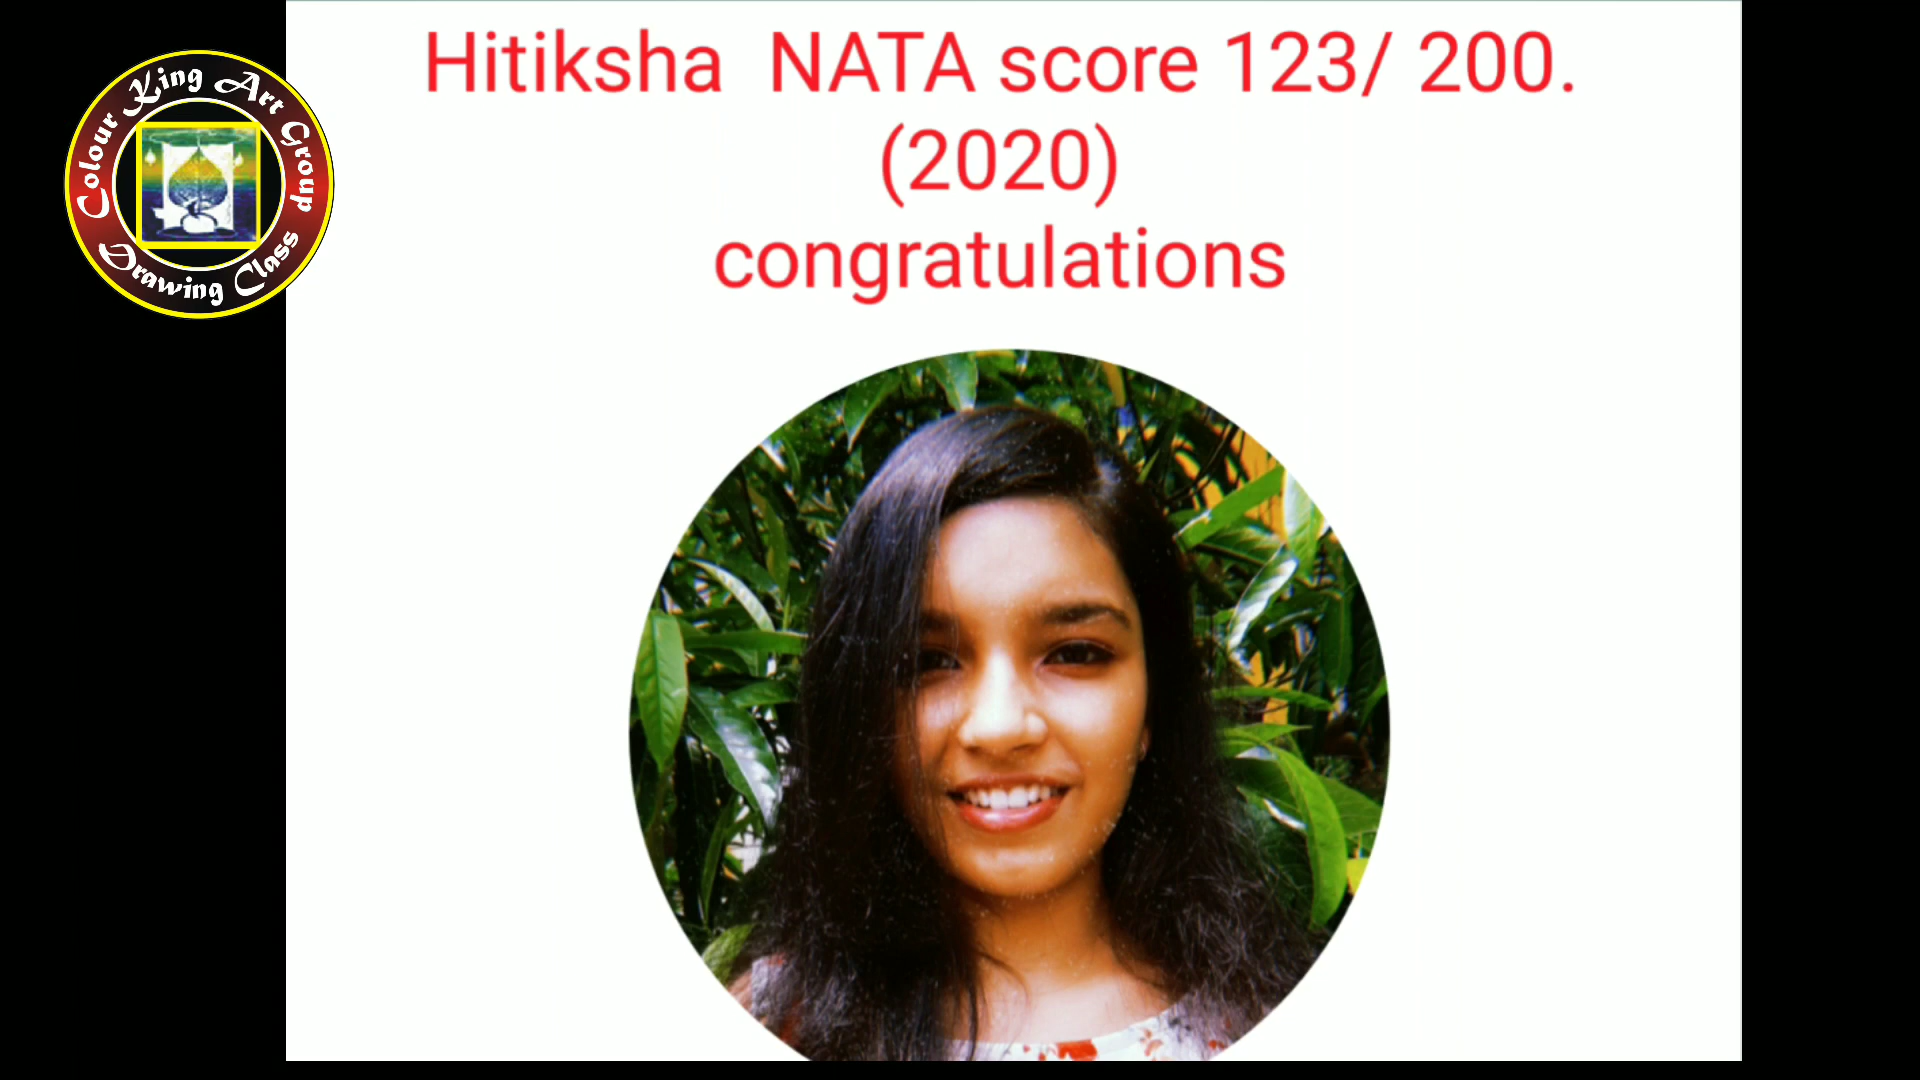 Colour King Art Group
Drawing Class
Hitiksha NATA score 123/ 200.
(2020)
congratulations